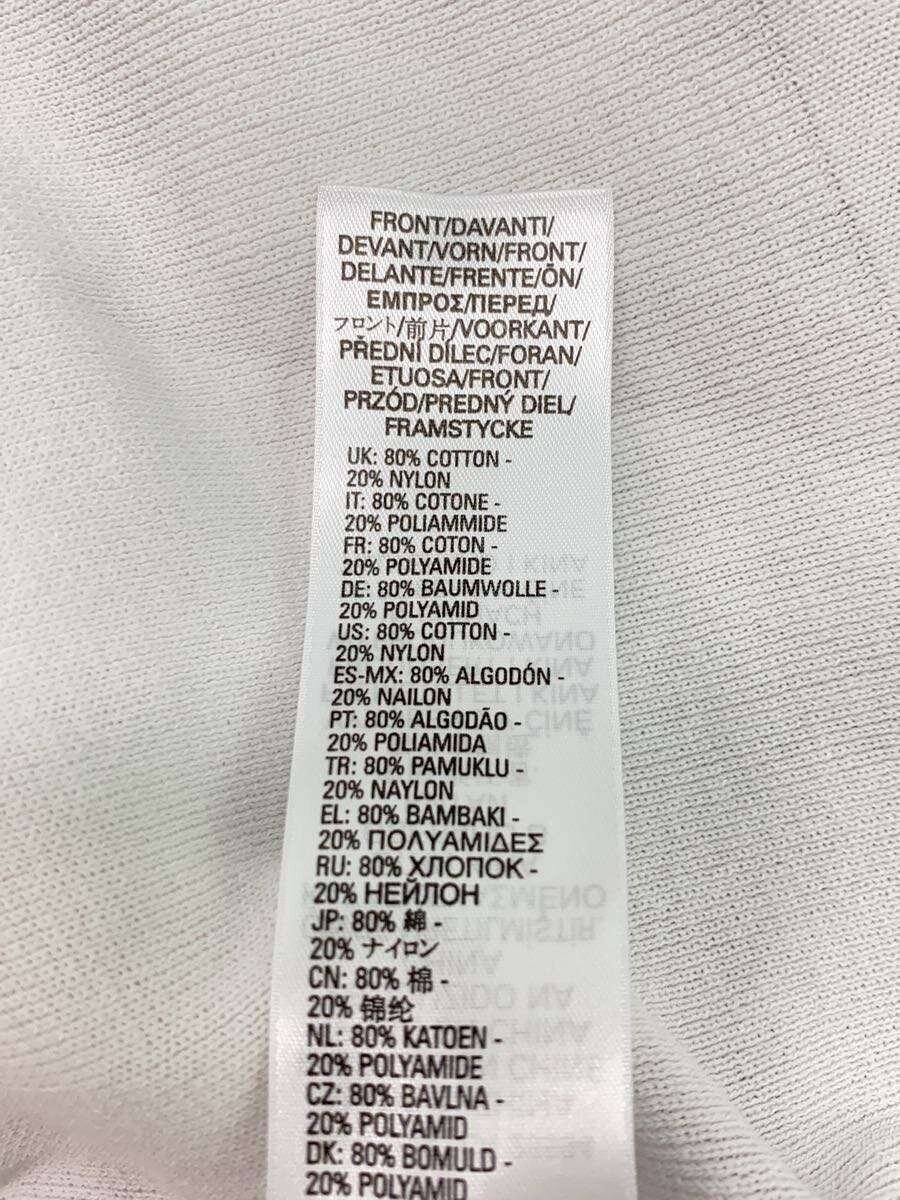 FRONT/DAVANTI/
DEVANT/VORN/FRONT/
DELANTE/FRENTE/ÖN/
ΕΜΠΡΟΣ/ПЕРЕД/
フロント/前片/VOORKANT/
PŘEDNÍ DÍLEC/FORAN/
ETUOSA/FRONT/
PRZÓD/PREDNÝ DIEL/
FRAMSTYCKE
UK: 80% COTTON -
20% NYLON
IT: 80% COTONE -
20% POLIAMMIDE
FR: 80% COTON -
20% POLYAMIDE
DE: 80% BAUMWOLLE -
20% POLYAMID
US: 80% COTTON -
20% NYLON
ES-MX: 80% ALGODÓN -
20% NAILON
PT: 80% ALGODÃO -
20% POLIAMIDA
TR: 80% PAMUKLU -
20% NAYLON
EL: 80% ΒΑΜΒΑΚΙ -
20% ΠΟΛΥΑΜΙΔΕΣ
RU: 80% ХЛОПОК -
20% НЕЙЛОН
JP: 80% 綿 -
20% ナイロン
CN: 80% 棉 -
20% 锦纶
NL: 80% KATOEN -
20% POLYAMIDE
CZ: 80% BAVLNA -
20% POLYAMID
DK: 80% BOMULD -
20% POLYAMID